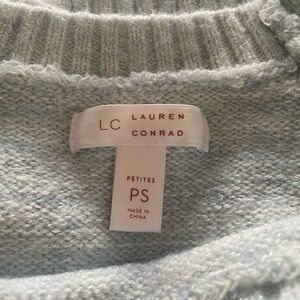 LC LAUREN CONRAD
PETITES
PS
MADE IN
CHINA